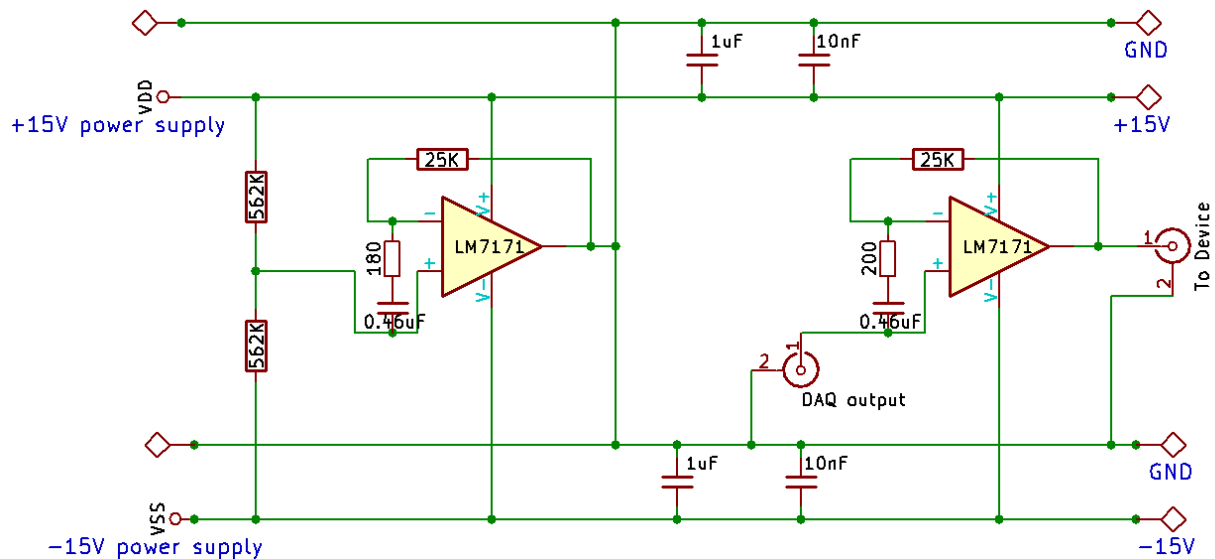 1uF
10nF
GND
VDD
+15V power supply
+15V
25K
25K
562K
V+
V+
-
-
LM7171
LM7171
180
200
1
To Device
+
+
V-
V-
2
0.46uF
0.46uF
562K
1
2
DAQ output
1uF
10nF
GND
VSS
-15V power supply
-15V